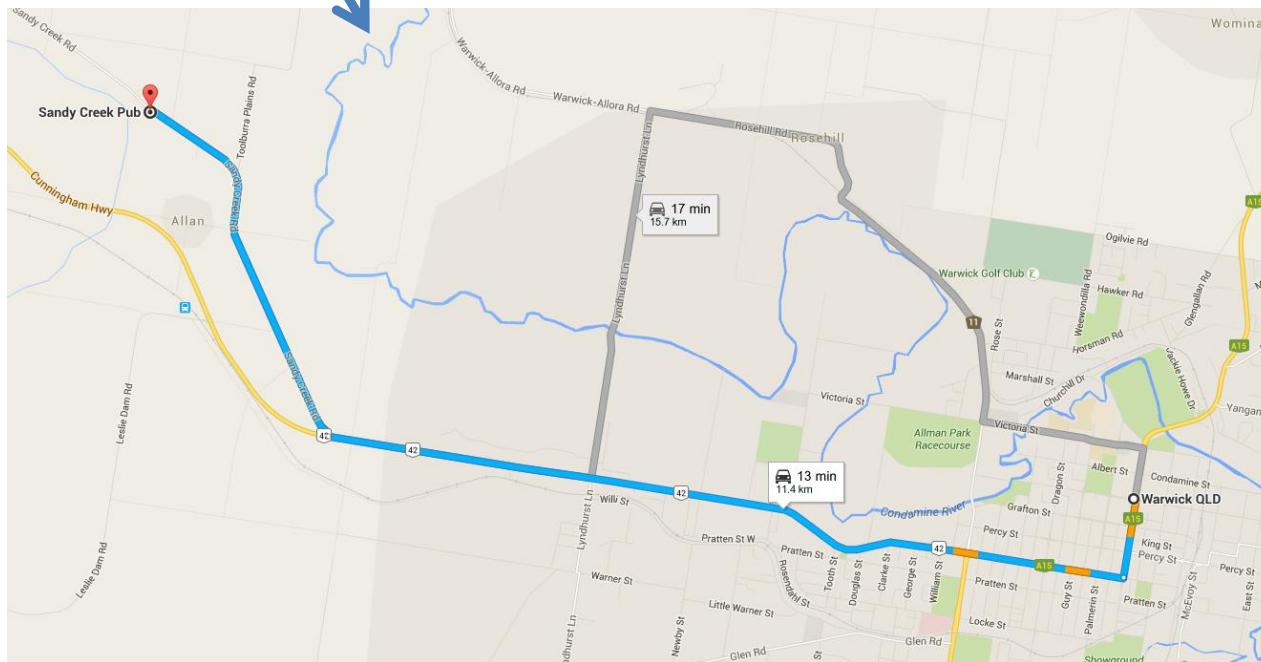 Sandy Creek Rd
Womina
Warwick-Allora Rd
Warwick-Allora Rd
Toolburra Plains Rd
Sandy Creek Pub
Rosehill Rd
Rosehill
Lyndhurst Ln
Sandy Creek Rd
Cunningham Hwy
Allan
17 min
15.7 km
A15
Ogilvie Rd
Warwick Golf Club
Weewondilla Rd
Hawker Rd
Glengallan Rd
Lyndhurst Ln
11
Rose St
Horsman Rd
A15
Jackie Howe Dr
Marshall St
Churchill Dr
Sandy Creek Rd
Leslie Dam Rd
Victoria St
Yangan
42
42
Allman Park
Racecourse
Victoria St
Albert St
Condamine St
Dragon St
13 min
11.4 km
Willi St
42
Warwick QLD
Condamine River
Grafton St
A15
Lyndhurst Ln
Percy St
King St
Percy St
Percy St
Pratten St W
Pratten St
42
A15
Leslie Dam Rd
Warner St
Rosendahl St
Tooth St
Douglas St
Clarke St
George St
William St
Pratten St
Guy St
Palmerin St
Pratten St
McEvoy St
East St
Little Warner St
Newby St
Locke St
Glen Rd
Glen Rd
St
Lyndhurst Ln
Showground